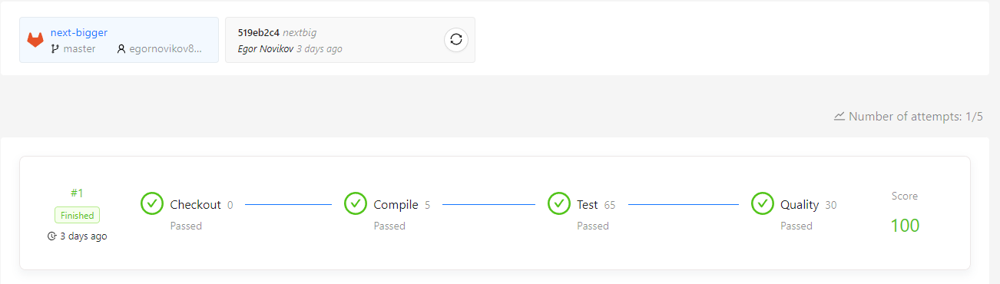 next-bigger
master egornovikov8...
519eb2c4 nextbig
Egor Novikov 3 days ago
Number of attempts: 1/5
#1
Finished
3 days ago
Checkout 0
Passed
Compile 5
Passed
Test 65
Passed
Quality 30
Passed
Score
100